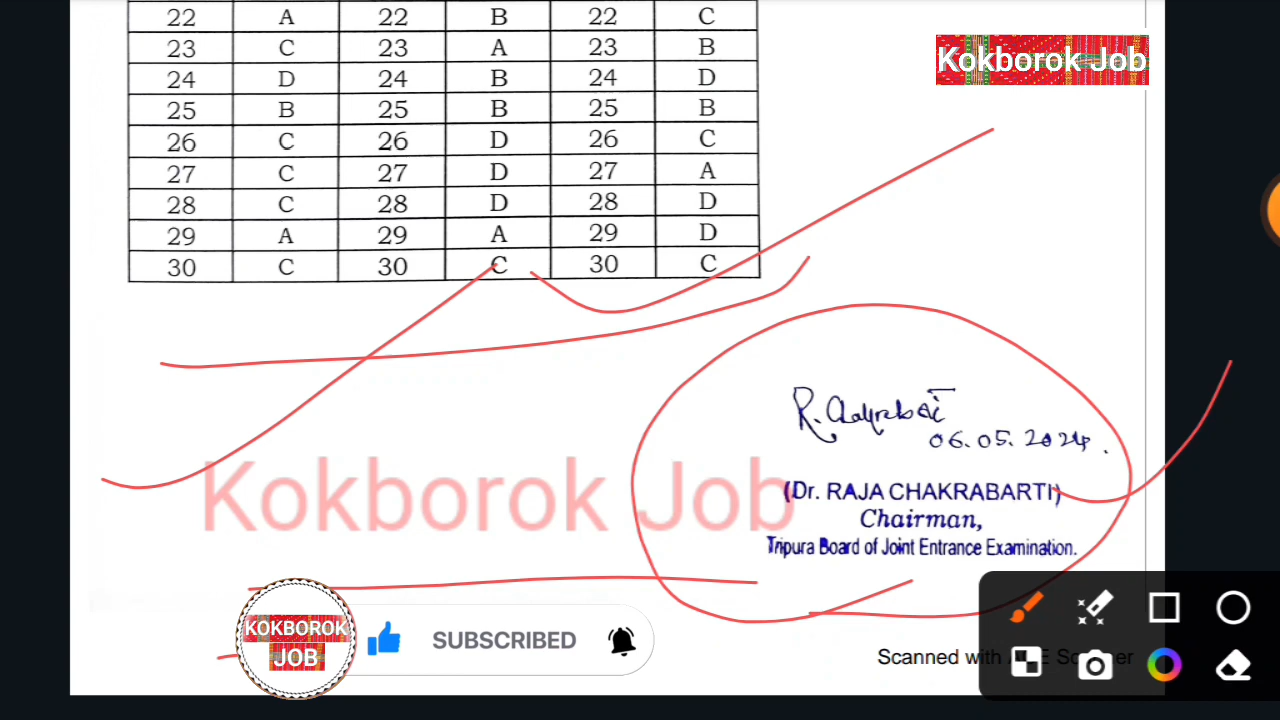 22 A 22 B 22 C
23 C 23 A 23 B
24 D 24 B 24 D
25 B 25 B 25 B
26 C 26 D 26 C
27 C 27 D 27 A
28 C 28 D 28 D
29 A 29 A 29 D
30 C 30 C 30 C
Kokborok Job
06.05.2024.
(Dr. RAJA CHAKRABARTI)
Chairman,
Tripura Board of Joint Entrance Examination.
Kokborok Job
KOKBOROK
JOB
SUBSCRIBED
Scanned with